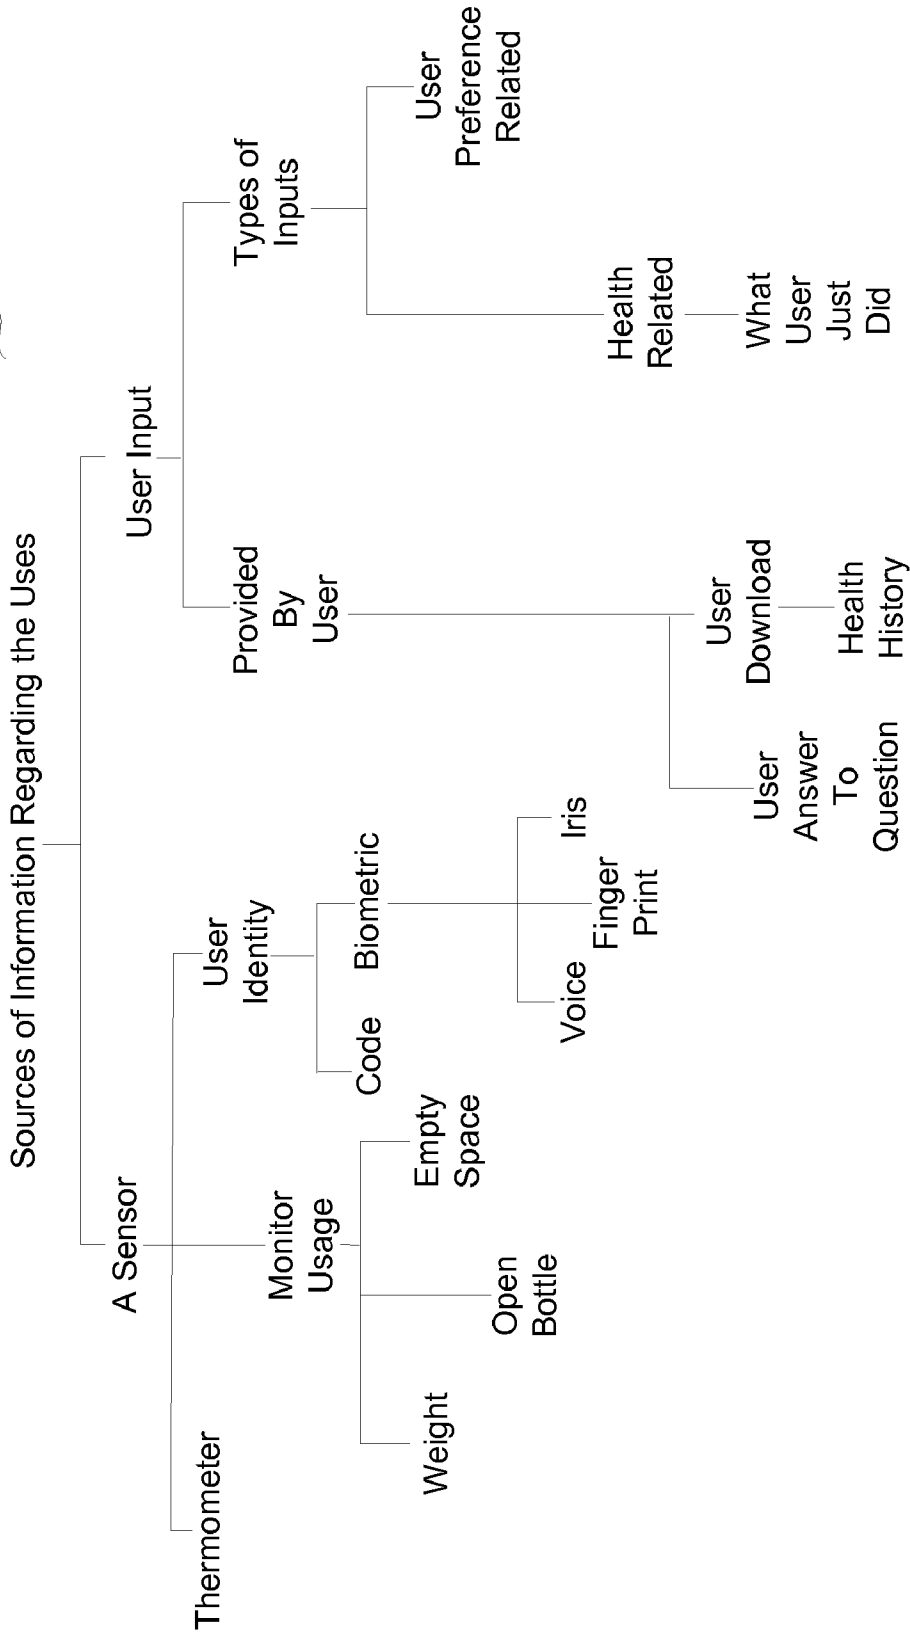 Sources of Information Regarding the Uses
A Sensor
User Input
Thermometer
Monitor
Usage
User
Identity
Provided
By
User
Types of
Inputs
Weight
Open
Bottle
Empty
Space
Code
Biometric
Voice
Finger
Print
Iris
User
Answer
To
Question
User
Download
Health
History
Health
Related
What
User
Just
Did
User
Preference
Related